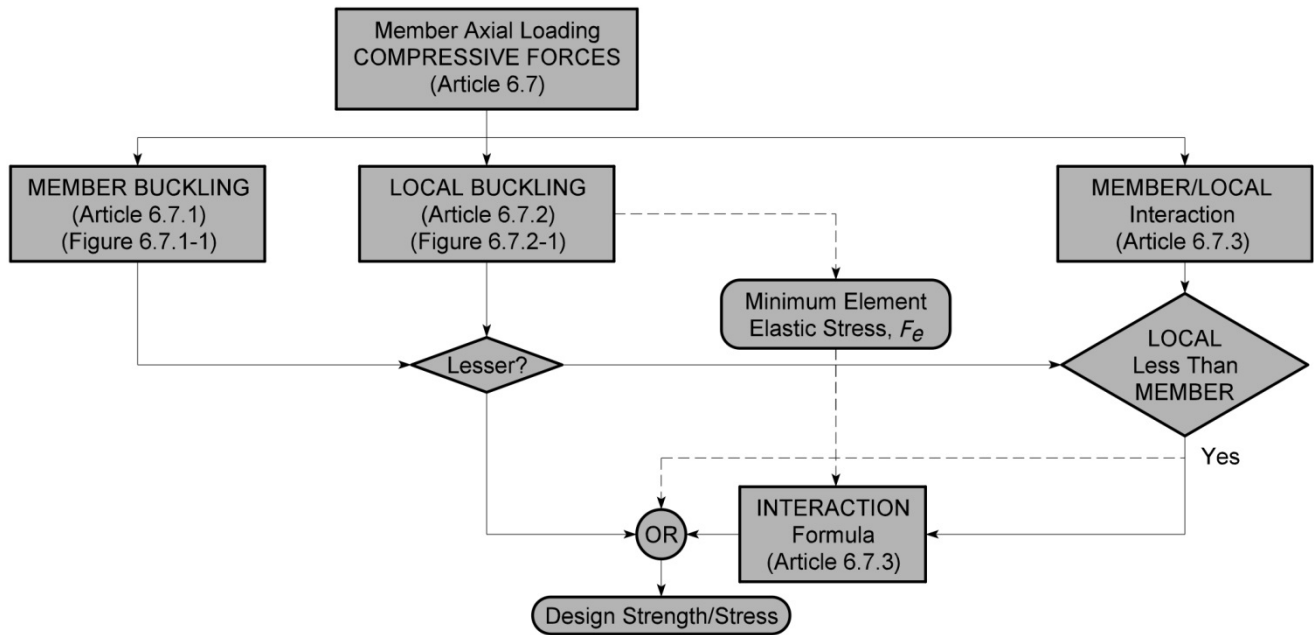 Member Axial Loading
COMPRESSIVE FORCES
(Article 6.7)
MEMBER BUCKLING
(Article 6.7.1)
(Figure 6.7.1-1)
LOCAL BUCKLING
(Article 6.7.2)
(Figure 6.7.2-1)
MEMBER/LOCAL
Interaction
(Article 6.7.3)
Minimum Element
Elastic Stress, Fe
Lesser?
LOCAL
Less Than
MEMBER
Yes
OR
INTERACTION
Formula
(Article 6.7.3)
Design Strength/Stress